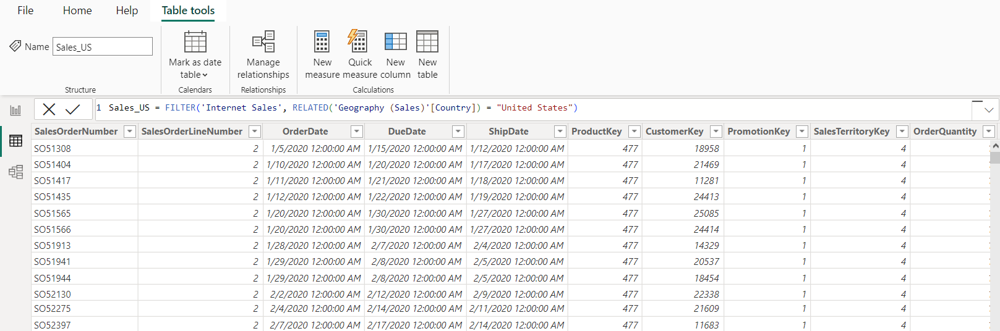 File Home Help Table tools
Name Sales_US
Mark as date table
Manage relationships
New measure
Quick measure
New column
New table
Structure Calendars Relationships Calculations
1 Sales_US = FILTER('Internet Sales', RELATED('Geography (Sales)'[Country]) = "United States")
SalesOrderNumber SalesOrderLineNumber OrderDate DueDate ShipDate ProductKey CustomerKey PromotionKey SalesTerritoryKey OrderQuantity
SO51308 2 1/5/2020 12:00:00 AM 1/15/2020 12:00:00 AM 1/12/2020 12:00:00 AM 477 18958 1 4
SO51404 2 1/10/2020 12:00:00 AM 1/20/2020 12:00:00 AM 1/17/2020 12:00:00 AM 477 21469 1 4
SO51417 2 1/11/2020 12:00:00 AM 1/21/2020 12:00:00 AM 1/18/2020 12:00:00 AM 477 11281 1 4
SO51435 2 1/12/2020 12:00:00 AM 1/22/2020 12:00:00 AM 1/19/2020 12:00:00 AM 477 24413 1 4
SO51565 2 1/20/2020 12:00:00 AM 1/30/2020 12:00:00 AM 1/27/2020 12:00:00 AM 477 25085 1 4
SO51566 2 1/20/2020 12:00:00 AM 1/30/2020 12:00:00 AM 1/27/2020 12:00:00 AM 477 24414 1 4
SO51913 2 1/28/2020 12:00:00 AM 2/7/2020 12:00:00 AM 2/4/2020 12:00:00 AM 477 14329 1 4
SO51941 2 1/29/2020 12:00:00 AM 2/8/2020 12:00:00 AM 2/5/2020 12:00:00 AM 477 20537 1 4
SO51944 2 1/29/2020 12:00:00 AM 2/8/2020 12:00:00 AM 2/5/2020 12:00:00 AM 477 18454 1 4
SO52130 2 2/2/2020 12:00:00 AM 2/12/2020 12:00:00 AM 2/9/2020 12:00:00 AM 477 22338 1 4
SO52275 2 2/4/2020 12:00:00 AM 2/14/2020 12:00:00 AM 2/11/2020 12:00:00 AM 477 21609 1 4
SO52397 2 2/7/2020 12:00:00 AM 2/17/2020 12:00:00 AM 2/14/2020 12:00:00 AM 477 11683 1 4